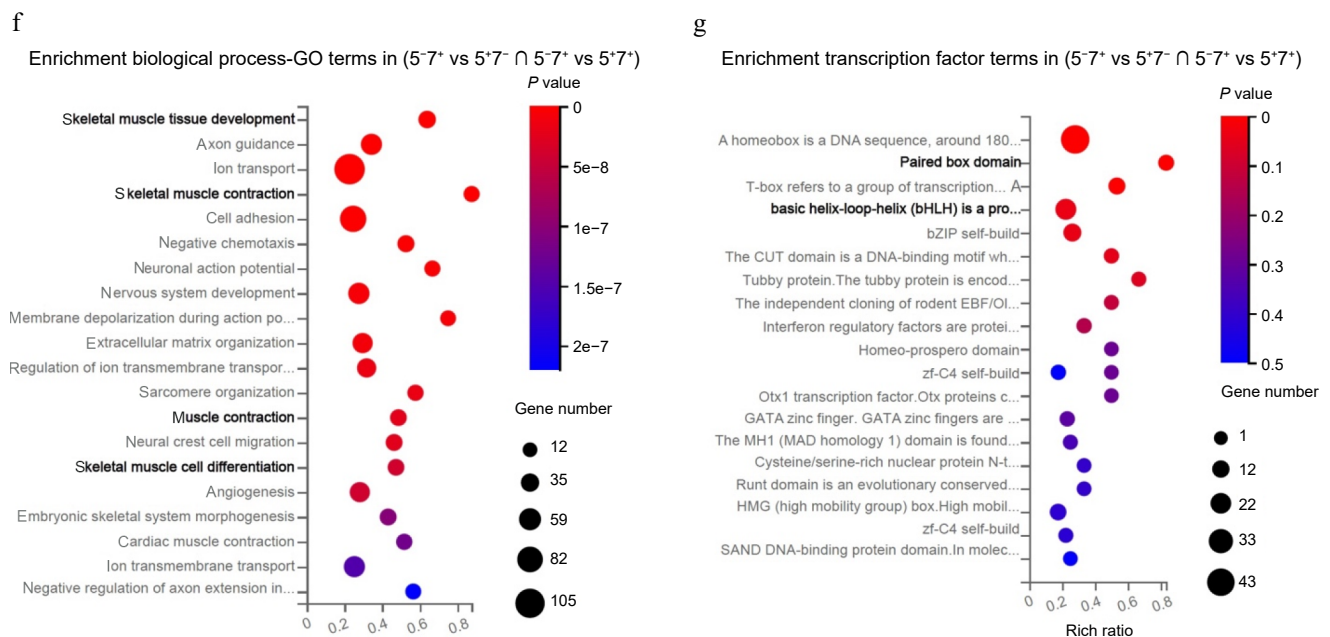 f
Enrichment biological process-GO terms in (5⁻7⁺ vs 5⁺7⁻ ∩ 5⁻7⁺ vs 5⁺7⁺)
Skeletal muscle tissue development
Axon guidance
Ion transport
Skeletal muscle contraction
Cell adhesion
Negative chemotaxis
Neuronal action potential
Nervous system development
Membrane depolarization during action po...
Extracellular matrix organization
Regulation of ion transmembrane transpor...
Sarcomere organization
Muscle contraction
Neural crest cell migration
Skeletal muscle cell differentiation
Angiogenesis
Embryonic skeletal system morphogenesis
Cardiac muscle contraction
Ion transmembrane transport
Negative regulation of axon extension in...
0
0.2
0.4
0.6
0.8
P value
0
5e−8
1e−7
1.5e−7
2e−7
Gene number
12
35
59
82
105
g
Enrichment transcription factor terms in (5⁻7⁺ vs 5⁺7⁻ ∩ 5⁻7⁺ vs 5⁺7⁺)
A homeobox is a DNA sequence, around 180...
Paired box domain
T-box refers to a group of transcription... A
basic helix-loop-helix (bHLH) is a pro...
bZIP self-build
The CUT domain is a DNA-binding motif wh...
Tubby protein.The tubby protein is encod...
The independent cloning of rodent EBF/Ol...
Interferon regulatory factors are protei...
Homeo-prospero domain
zf-C4 self-build
Otx1 transcription factor.Otx proteins c...
GATA zinc finger. GATA zinc fingers are ...
The MH1 (MAD homology 1) domain is found...
Cysteine/serine-rich nuclear protein N-t...
Runt domain is an evolutionary conserved...
HMG (high mobility group) box.High mobil...
zf-C4 self-build
SAND DNA-binding protein domain.In molec...
0
0.2
0.4
0.6
0.8
Rich ratio
P value
0
0.1
0.2
0.3
0.4
0.5
Gene number
1
12
22
33
43